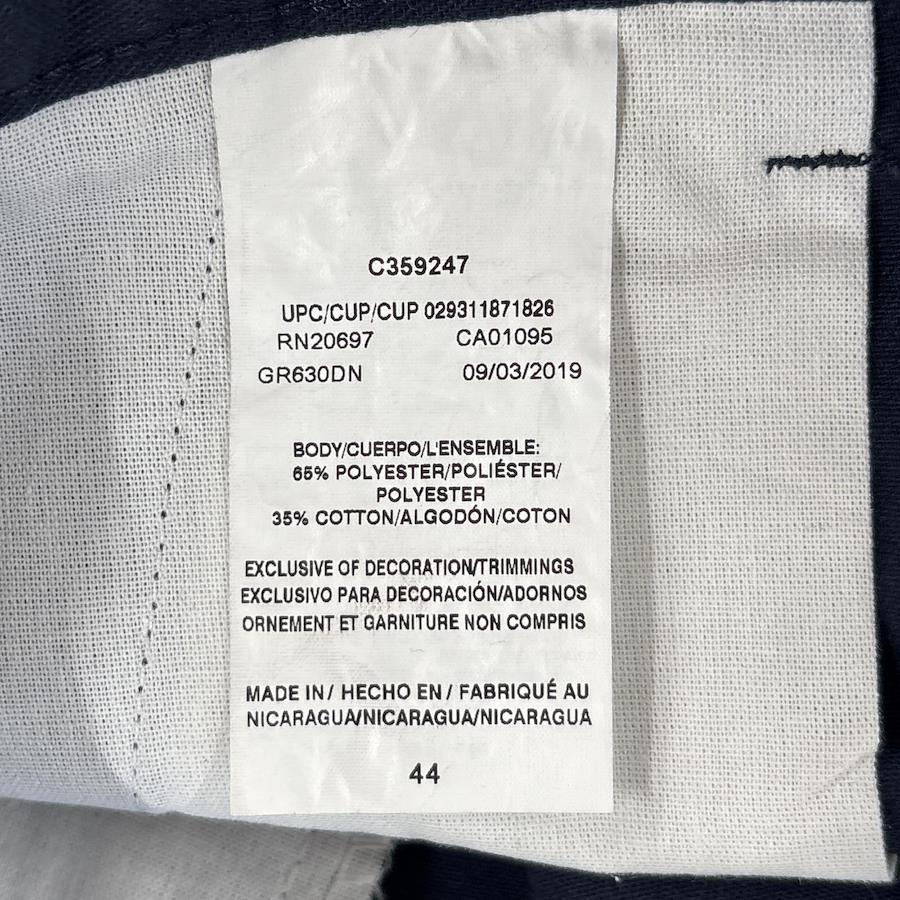 C359247
UPC/CUP/CUP 029311871826
RN20697 CA01095
GR630DN 09/03/2019
BODY/CUERPO/L'ENSEMBLE:
65% POLYESTER/POLIÉSTER/
POLYESTER
35% COTTON/ALGODÓN/COTON
EXCLUSIVE OF DECORATION/TRIMMINGS
EXCLUSIVO PARA DECORACIÓN/ADORNOS
ORNEMENT ET GARNITURE NON COMPRIS
MADE IN / HECHO EN / FABRIQUÉ AU
NICARAGUA/NICARAGUA/NICARAGUA
44